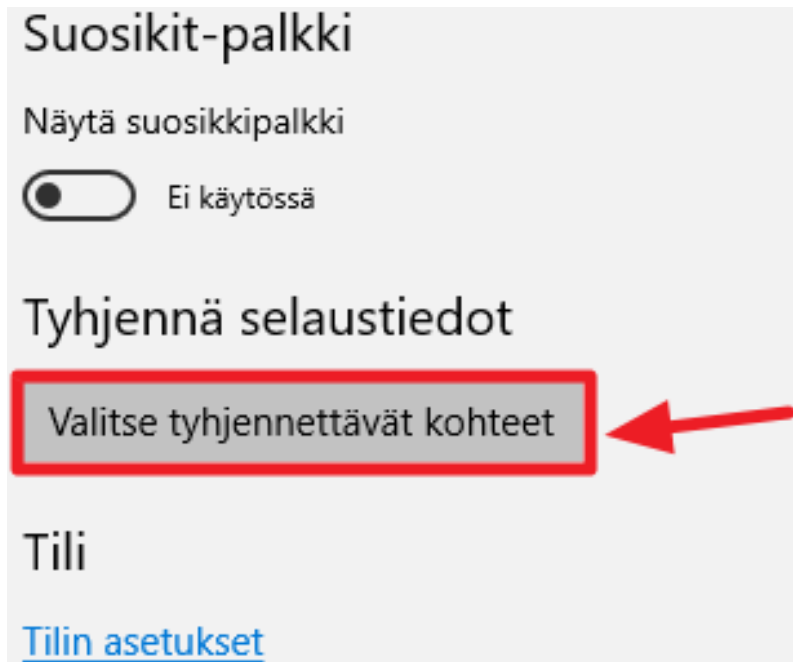 Suosikit-palkki
Näytä suosikkipalkki
Ei käytössä
Tyhjennä selaustiedot
Valitse tyhjennettävät kohteet
Tili
Tilin asetukset